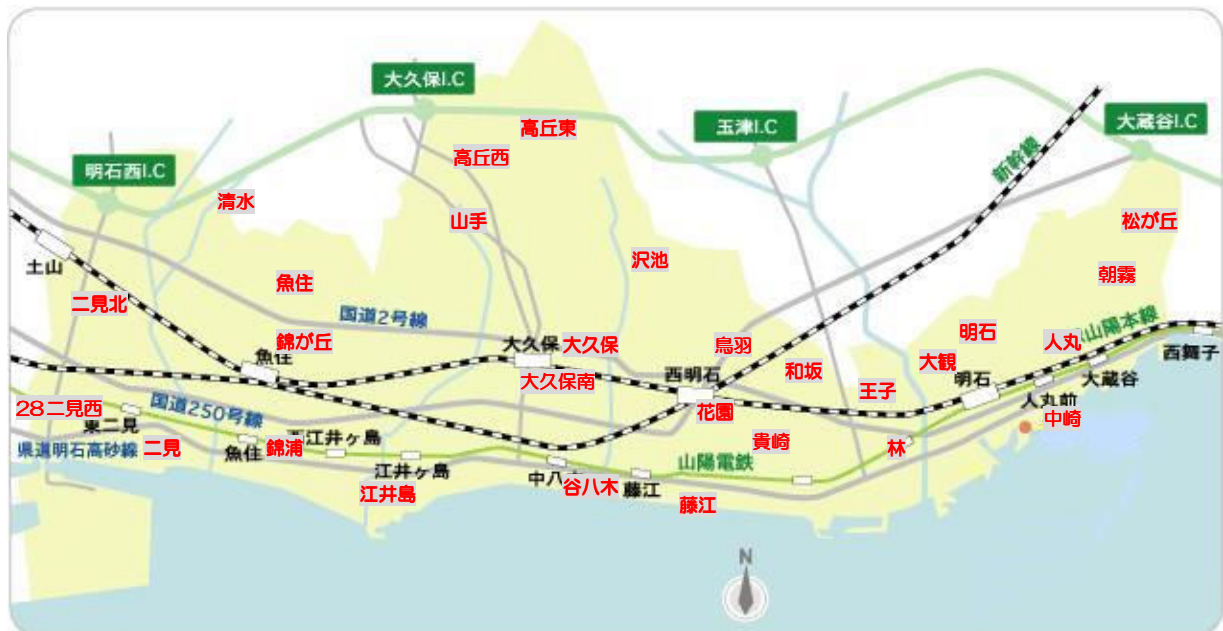 大久保I.C
玉津I.C
大蔵谷I.C
明石西I.C
高丘東
高丘西
新幹線
清水
山手
松が丘
土山
沢池
朝霧
魚住
二見北
国道2号線
明石
人丸
山陽本線
錦が丘
大久保
大久保
鳥羽
魚住
西明石
和坂
大観
西舞子
大久保南
王子
明石
大蔵谷
人丸前
28二見西
国道250号線
花園
中崎
東二見
県道明石高砂線
二見
魚住
錦浦
江井ヶ島
江井ヶ島
貴崎
林
山陽電鉄
中八
谷八木
藤江
江井島
藤江
N